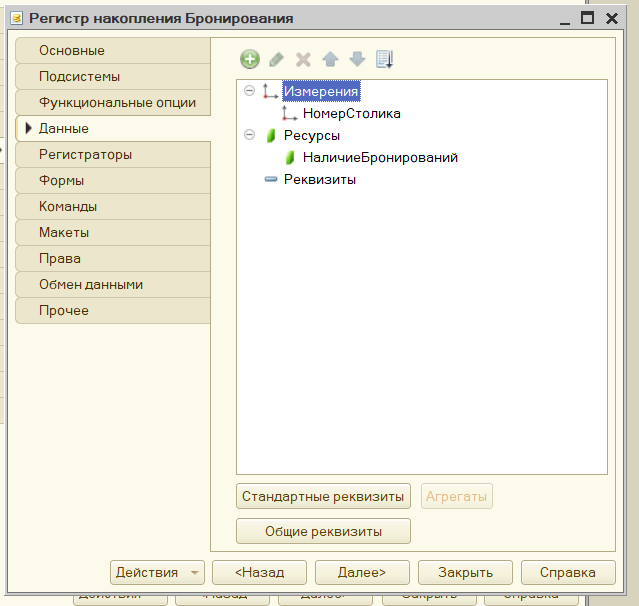 Регистр накопления Бронирования
Основные
Подсистемы
Функциональные опции
Данные
Регистраторы
Формы
Команды
Макеты
Права
Обмен данными
Прочее
Измерения
НомерСтолика
Ресурсы
НаличиеБронирований
Реквизиты
Стандартные реквизиты
Агрегаты
Общие реквизиты
Действия
<Назад
Далее>
Закрыть
Справка